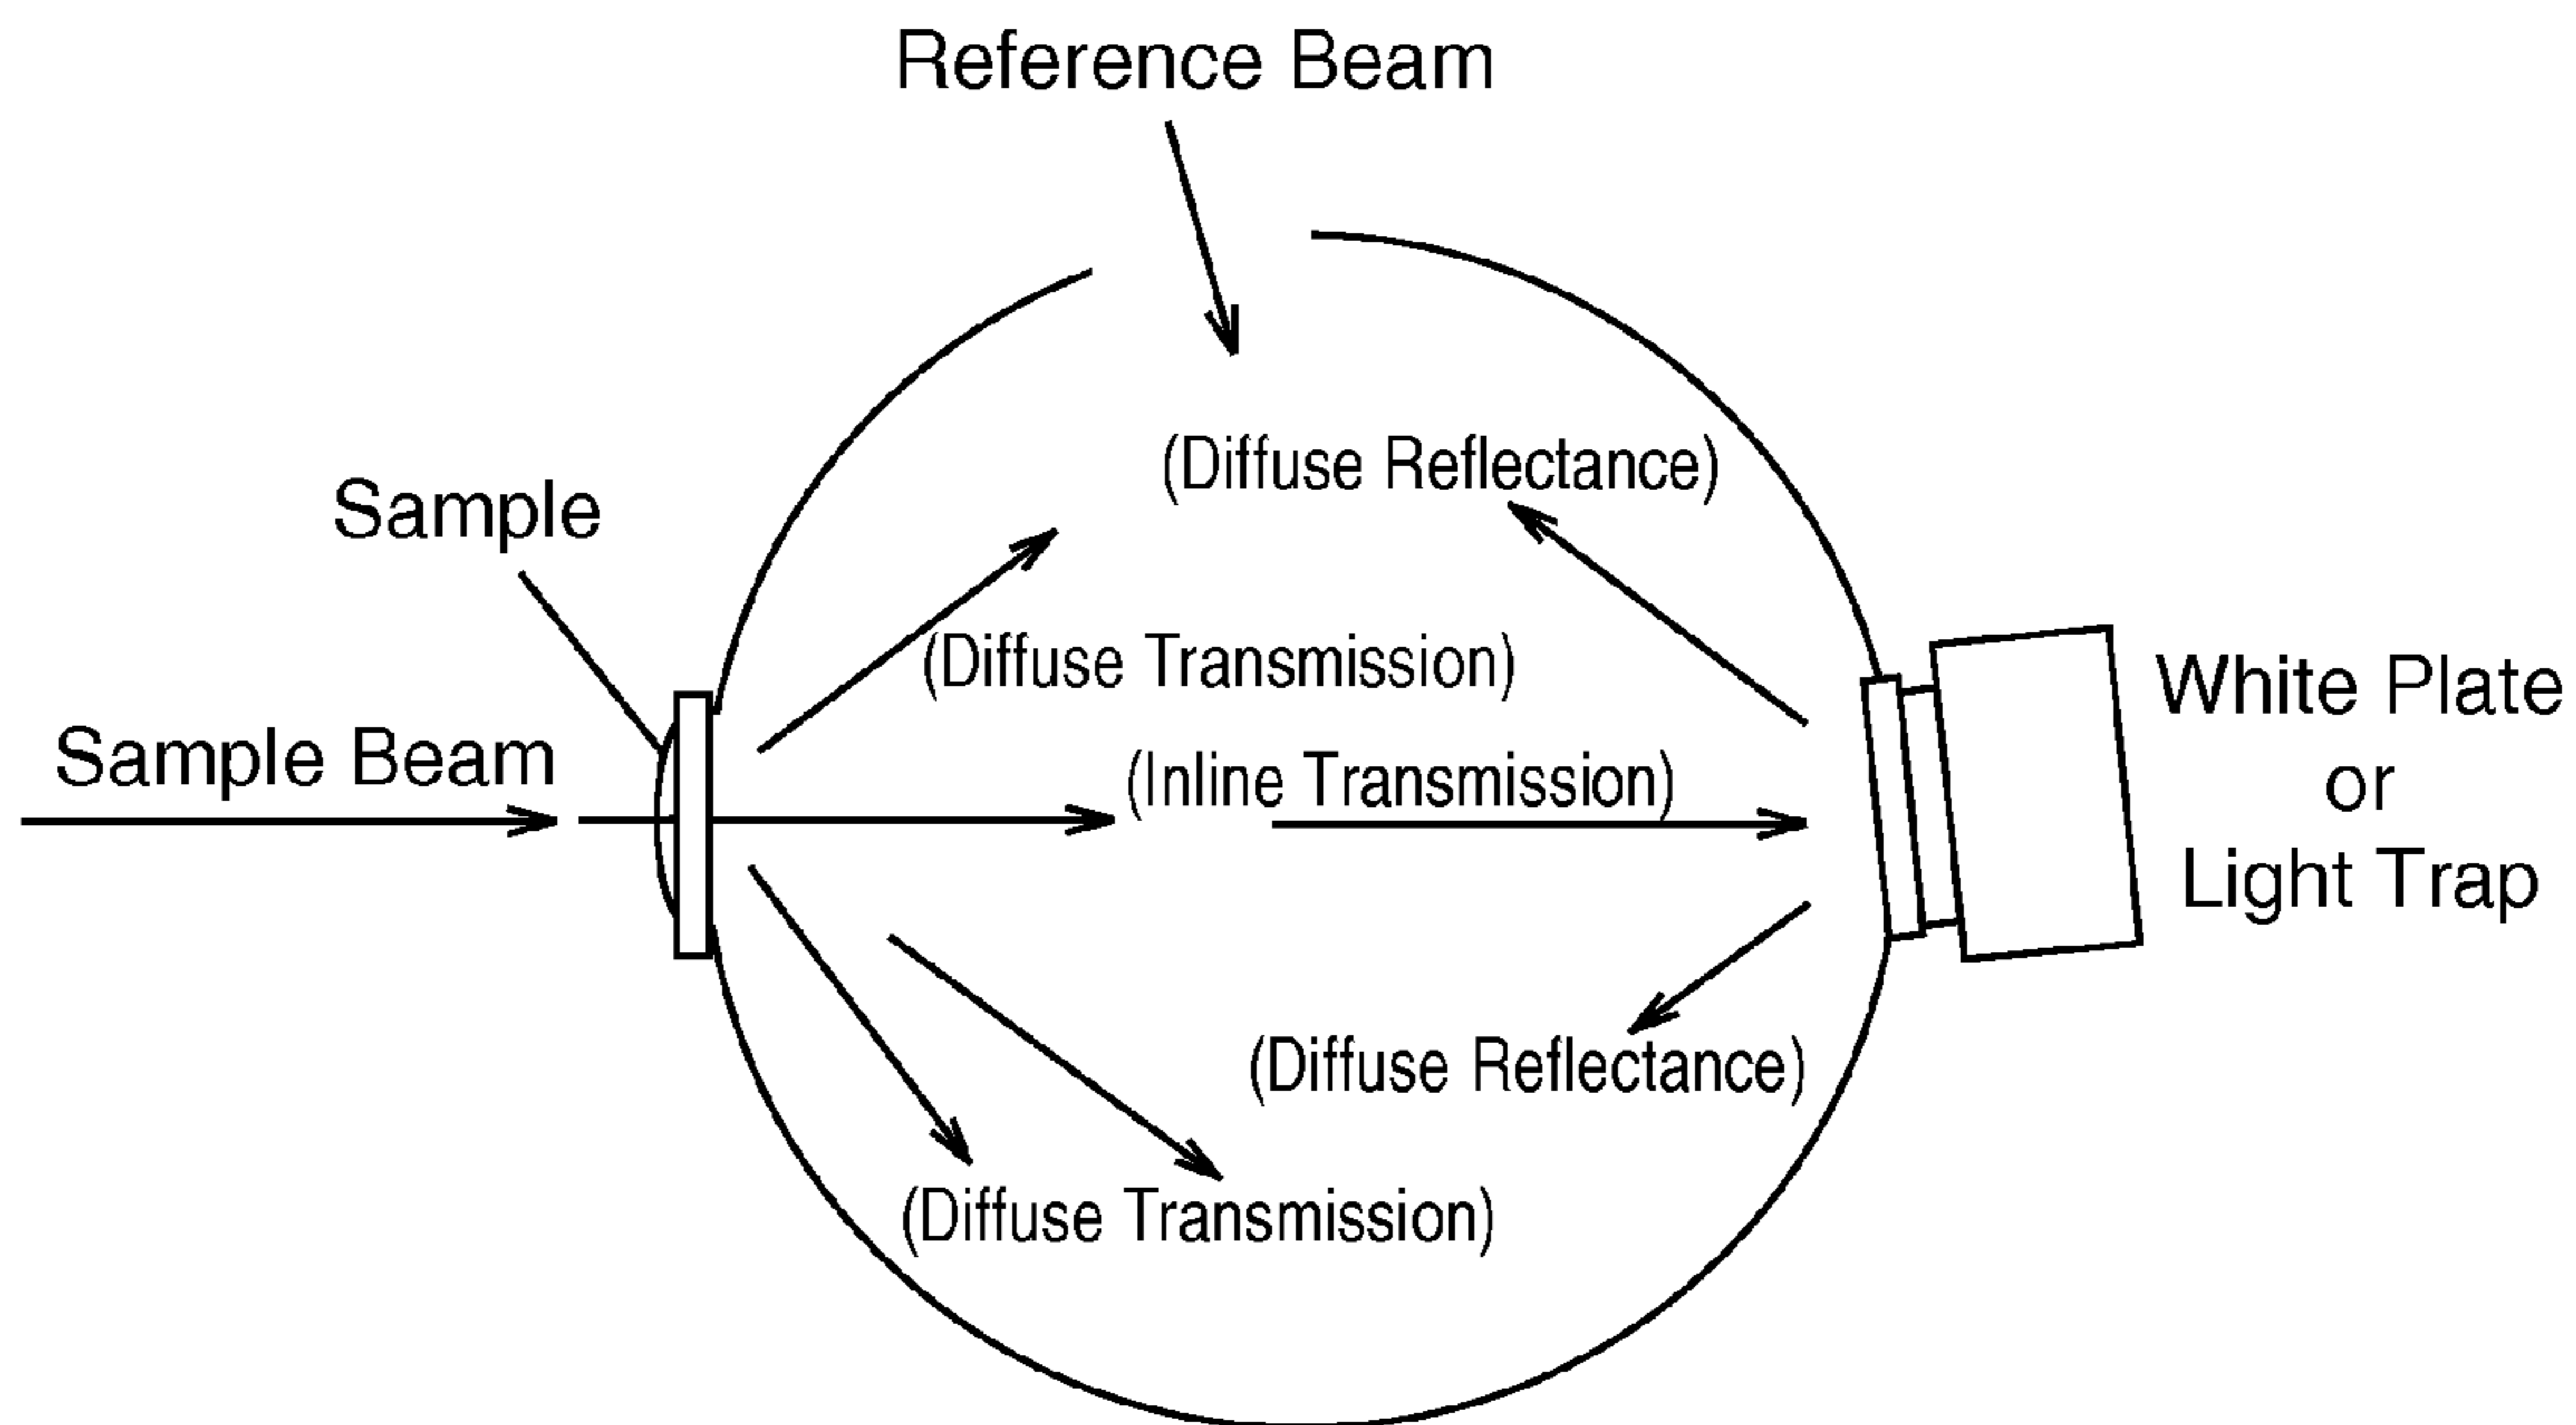 Reference Beam
(Diffuse Reflectance)
Sample
(Diffuse Transmission)
Sample Beam
(Inline Transmission)
White Plate
or
Light Trap
(Diffuse Reflectance)
(Diffuse Transmission)